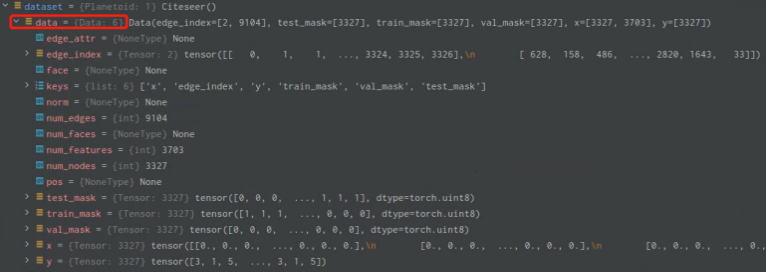 dataset = {Planetoid: 1} Citeseer()
data = {Data: 6} Data(edge_index=[2, 9104], test_mask=[3327], train_mask=[3327], val_mask=[3327], x=[3327, 3703], y=[3327])
edge_attr = {NoneType} None
edge_index = {Tensor: 2} tensor([[ 0, 1, 1, ..., 3324, 3325, 3326],\n [ 628, 158, 486, ..., 2820, 1643, 33]])
face = {NoneType} None
keys = {list: 6} ['x', 'edge_index', 'y', 'train_mask', 'val_mask', 'test_mask']
norm = {NoneType} None
num_edges = {int} 9104
num_faces = {NoneType} None
num_features = {int} 3703
num_nodes = {int} 3327
pos = {NoneType} None
test_mask = {Tensor: 3327} tensor([0, 0, 0, ..., 1, 1, 1], dtype=torch.uint8)
train_mask = {Tensor: 3327} tensor([1, 1, 1, ..., 0, 0, 0], dtype=torch.uint8)
val_mask = {Tensor: 3327} tensor([0, 0, 0, ..., 0, 0, 0], dtype=torch.uint8)
x = {Tensor: 3327} tensor([[0., 0., 0., ..., 0., 0., 0.],\n [0., 0., 0., ..., 0., 0., 0.],\n [0., 0., 0., ..., 0.,
y = {Tensor: 3327} tensor([3, 1, 5, ..., 3, 1, 5])